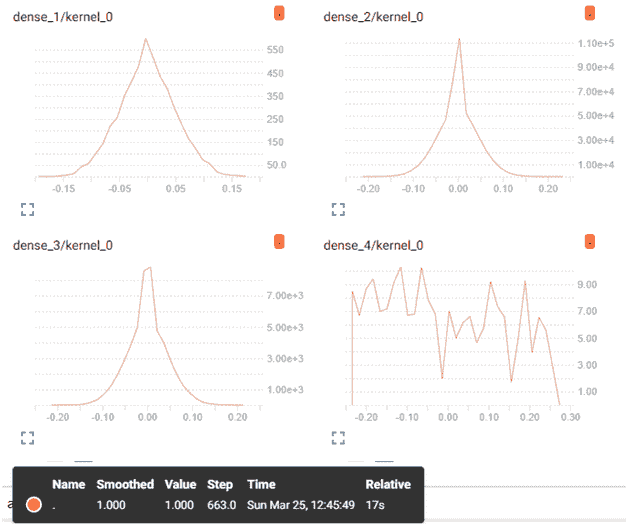 dense_1/kernel_0
dense_2/kernel_0
550
450
350
250
150
50.0
-0.15 -0.05 0.05 0.15
1.10e+5
9.00e+4
7.00e+4
5.00e+4
3.00e+4
1.00e+4
-0.20 -0.10 0.00 0.10 0.20
dense_3/kernel_0
dense_4/kernel_0
7.00e+3
5.00e+3
3.00e+3
1.00e+3
-0.20 -0.10 0.00 0.10 0.20
9.00
7.00
5.00
3.00
1.00
-0.20 -0.10 0.00 0.10 0.20 0.30
Name Smoothed Value Step Time Relative
. 1.000 1.000 663.0 Sun Mar 25, 12:45:49 17s